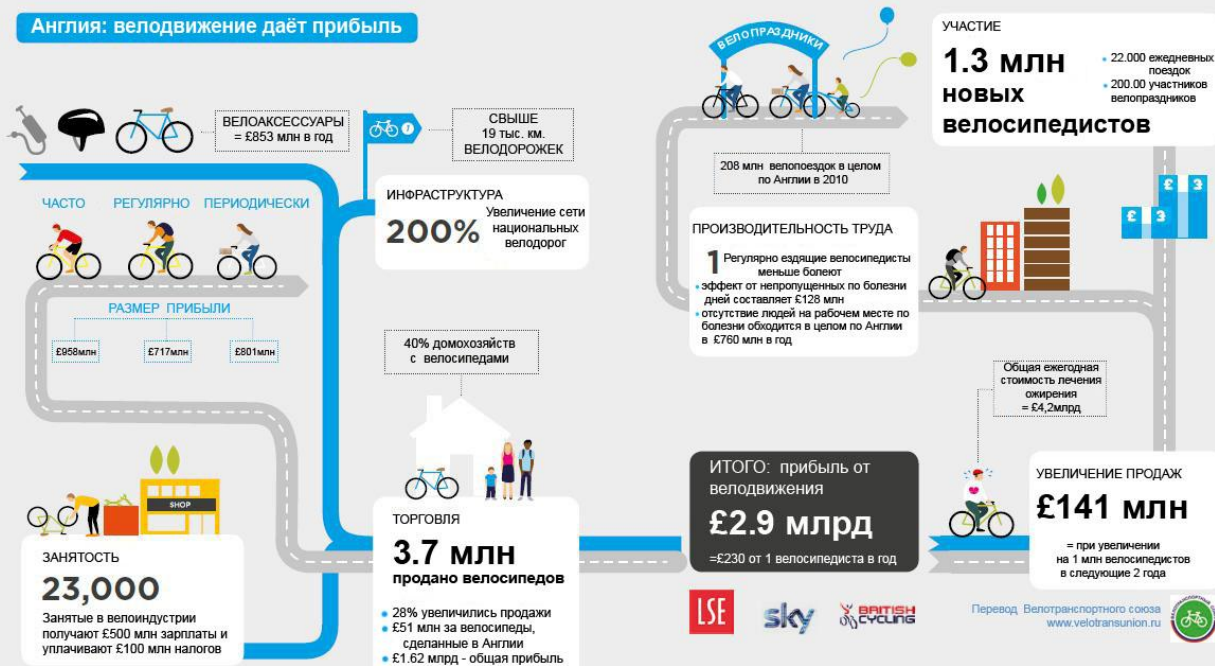 Англия: велодвижение даёт прибыль
ВЕЛОАКСЕССУАРЫ
= £853 млн в год
СВЫШЕ
19 тыс. км.
ВЕЛОДОРОЖЕК
ЧАСТО
РЕГУЛЯРНО
ПЕРИОДИЧЕСКИ
РАЗМЕР ПРИБЫЛИ
£958млн
£717млн
£801млн
ИНФРАСТРУКТУРА
200%
Увеличение сети
национальных
велодорог
40% домохозяйств
с велосипедами
SHOP
ЗАНЯТОСТЬ
23,000
Занятые в велоиндустрии
получают £500 млн зарплаты и
уплачивают £100 млн налогов
ТОРГОВЛЯ
3.7 млн
продано велосипедов
• 28% увеличились продажи
• £51 млн за велосипеды,
сделанные в Англии
• £1.62 млрд - общая прибыль
ВЕЛОПРАЗДНИКИ
208 млн велопоездок в целом
по Англии в 2010
УЧАСТИЕ
1.3 млн
новых
велосипедистов
• 22.000 ежедневных
поездок
• 200.00 участников
велопраздников
ПРОИЗВОДИТЕЛЬНОСТЬ ТРУДА
1 Регулярно ездящие велосипедисты
меньше болеют
• эффект от непропущенных по болезни
дней составляет £128 млн
• отсутствие людей на рабочем месте по
болезни обходится в целом по Англии
в £760 млн в год
Общая ежегодная
стоимость лечения
ожирения
= £4,2млрд
ИТОГО: прибыль от
велодвижения
£2.9 млрд
=£230 от 1 велосипедиста в год
УВЕЛИЧЕНИЕ ПРОДАЖ
£141 млн
= при увеличении
на 1 млн велосипедистов
в следующие 2 года
LSE
sky
BRITISH
CYCLING
Перевод Велотранспортного союза
www.velotransunion.ru